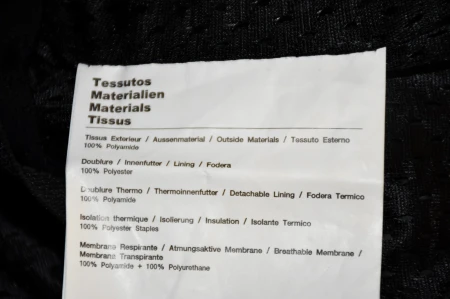 Tessutos
Materialien
Materials
Tissus
Tissus Exterieur / Aussenmaterial / Outside Materials / Tessuto Esterno
100% Polyamide
Doublure / Innenfutter / Lining / Fodera
100% Polyester
Doublure Thermo / Thermoinnenfutter / Detachable Lining / Fodera Termico
100% Polyamide
Isolation thermique / Isolierung / Insulation / Isolante Termico
100% Polyester Staples
Membrane Respirante / Atmungsaktive Membrane / Breathable Membrane /
Membrane Transpirante
100% Polyamide + 100% Polyurethane